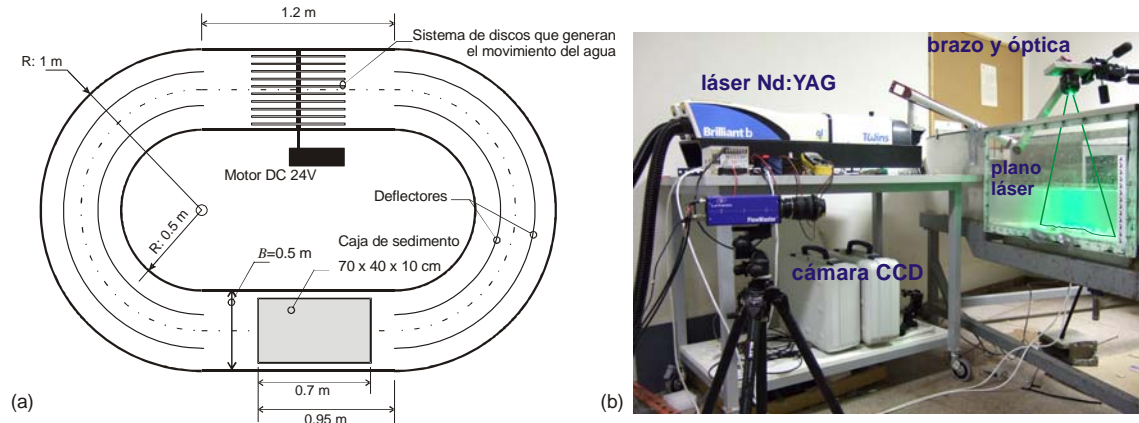 1.2 m
Sistema de discos que generan
el movimiento del agua
R: 1 m
Motor DC 24V
Deflectores
R: 0.5 m
B=0.5 m
Caja de sedimento
70 x 40 x 10 cm
0.7 m
0.95 m
(a)
brazo y óptica
láser Nd:YAG
Brilliant b
Twins
plano
láser
FlowMaster
cámara CCD
(b)